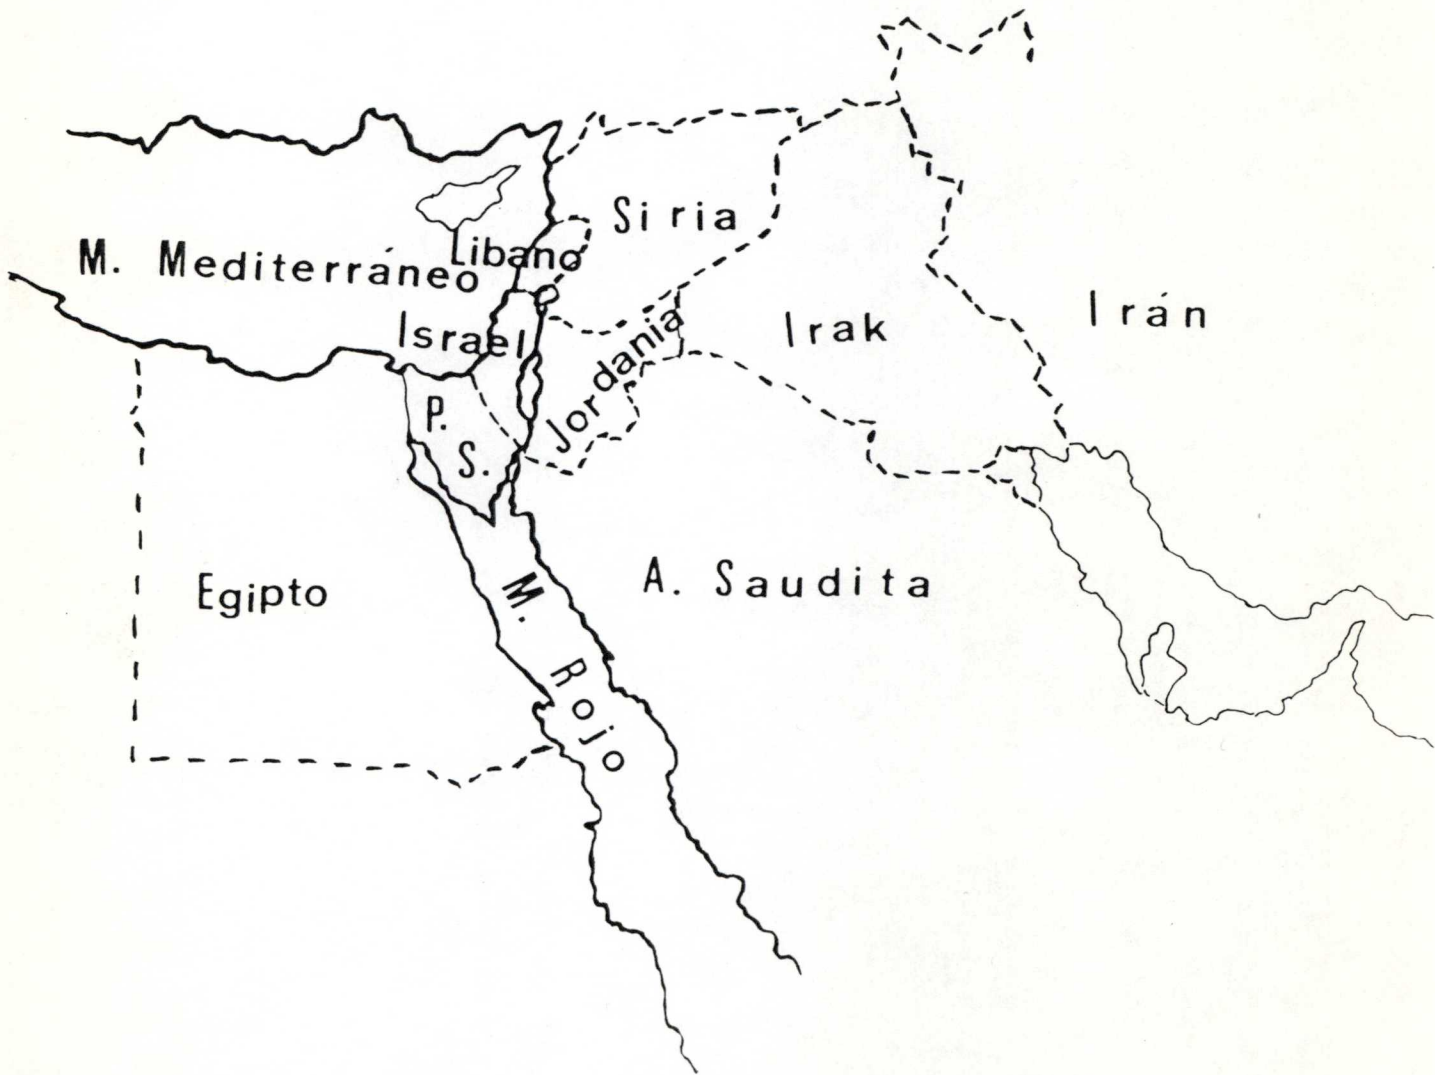 Siria
M. Mediterráneo
Libano
Israel
Jordania
Irak
Irán
P.
S.
Egipto
A. Saudita
M. Rojo